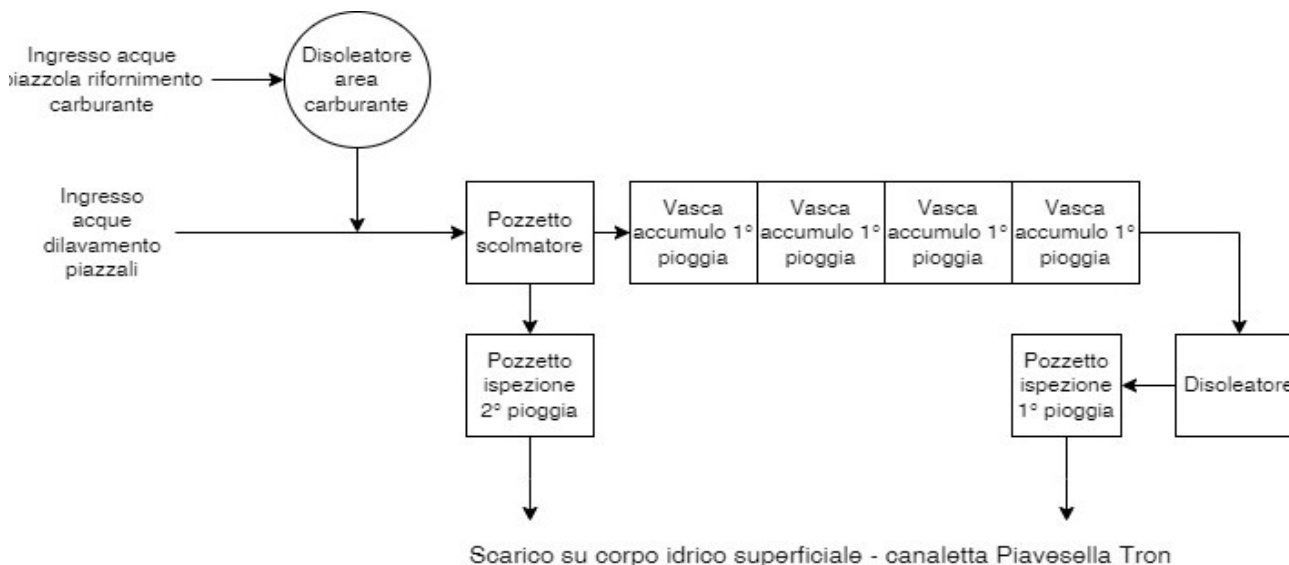 Ingresso acque
piazzola rifornimento
carburante
Disoleatore
area
carburante
Ingresso
acque
dilavamento
piazzali
Pozzetto
scolmatore
Vasca
accumulo 1°
pioggia
Vasca
accumulo 1°
pioggia
Vasca
accumulo 1°
pioggia
Vasca
accumulo 1°
pioggia
Pozzetto
ispezione
2° pioggia
Pozzetto
ispezione
1° pioggia
Disoleatore
Scarico su corpo idrico superficiale - canaletta Piavesella Tron